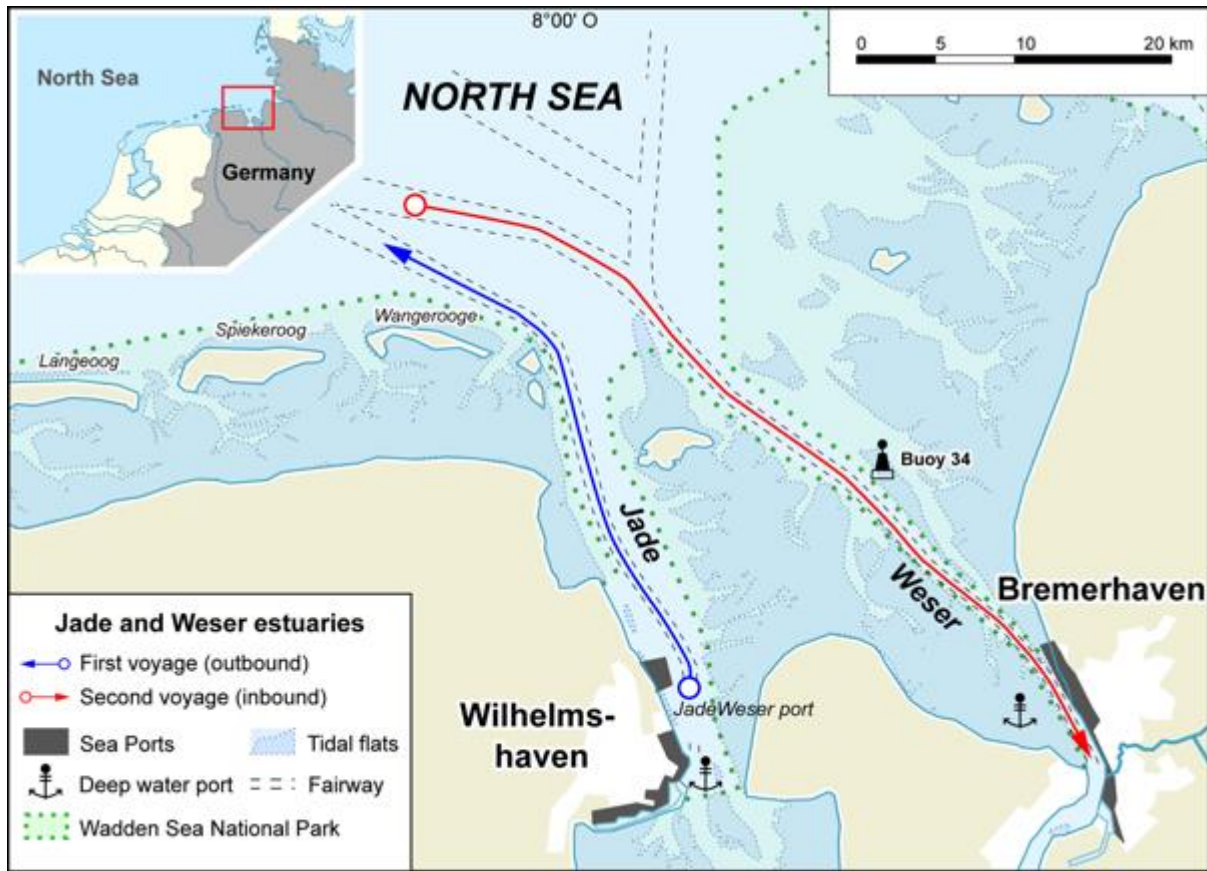 8°00' O
0 5 10 20 km
North Sea
Germany
NORTH SEA
Spiekeroog
Wangerooge
Langeoog
Buoy 34
Jade
Weser
Bremerhaven
JadeWeser port
Wilhelms-
haven
Jade and Weser estuaries
First voyage (outbound)
Second voyage (inbound)
Sea Ports
Tidal flats
Deep water port
Fairway
Wadden Sea National Park